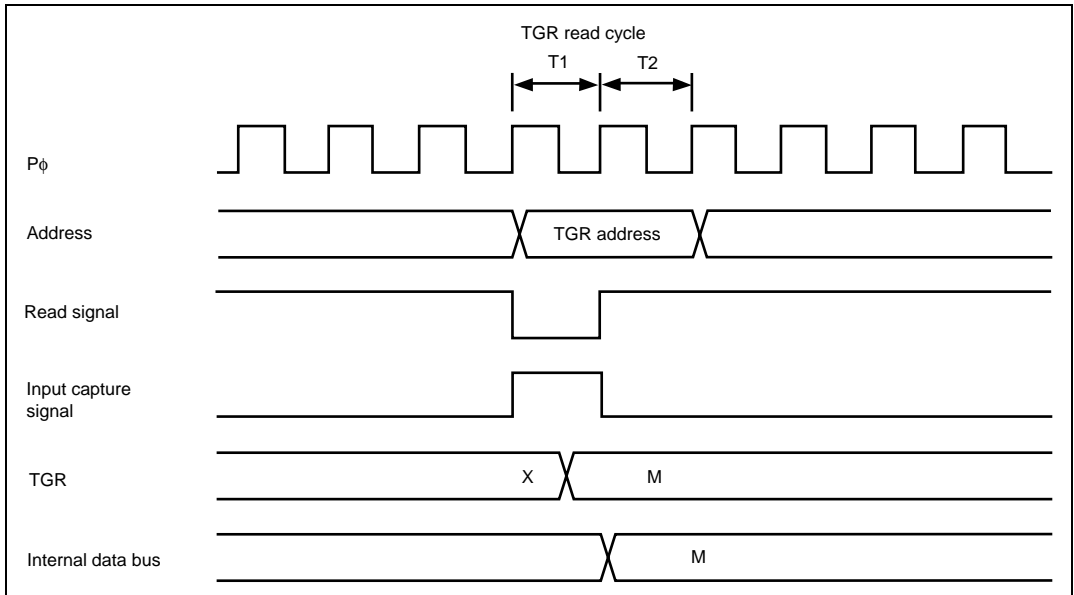 TGR read cycle
T1
T2
Pϕ
Address
TGR address
Read signal
Input capture
signal
TGR
X
M
Internal data bus
M